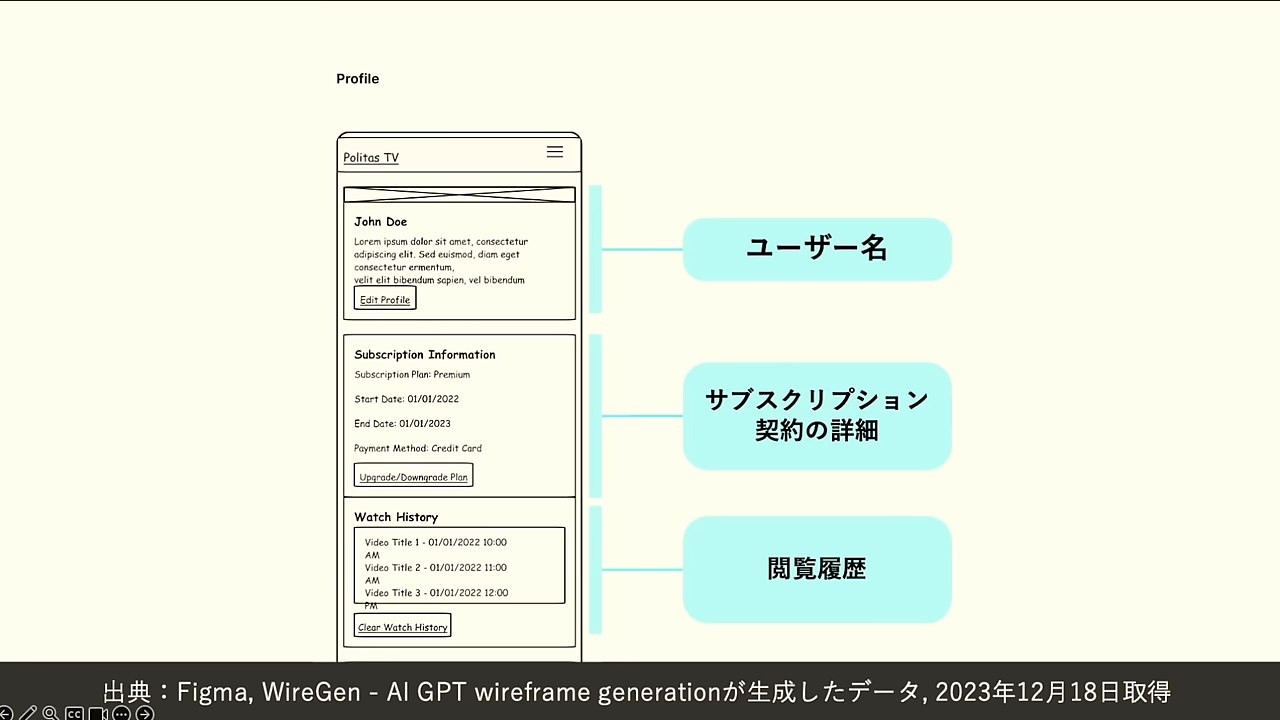 Profile
Politas TV
John Doe
Lorem ipsum dolor sit amet, consectetur
adipiscing elit. Sed euismod, diam eget
consectetur ermentum,
velit elit bibendum sapien, vel bibendum
Edit Profile
ユーザー名
Subscription Information
Subscription Plan: Premium
Start Date: 01/01/2022
End Date: 01/01/2023
Payment Method: Credit Card
Upgrade/Downgrade Plan
サブスクリプション
契約の詳細
Watch History
Video Title 1 - 01/01/2022 10:00
AM
Video Title 2 - 01/01/2022 11:00
AM
Video Title 3 - 01/01/2022 12:00
PM
Clear Watch History
閲覧履歴
出典：Figma, WireGen - AI GPT wireframe generationが生成したデータ, 2023年12月18日取得
CC